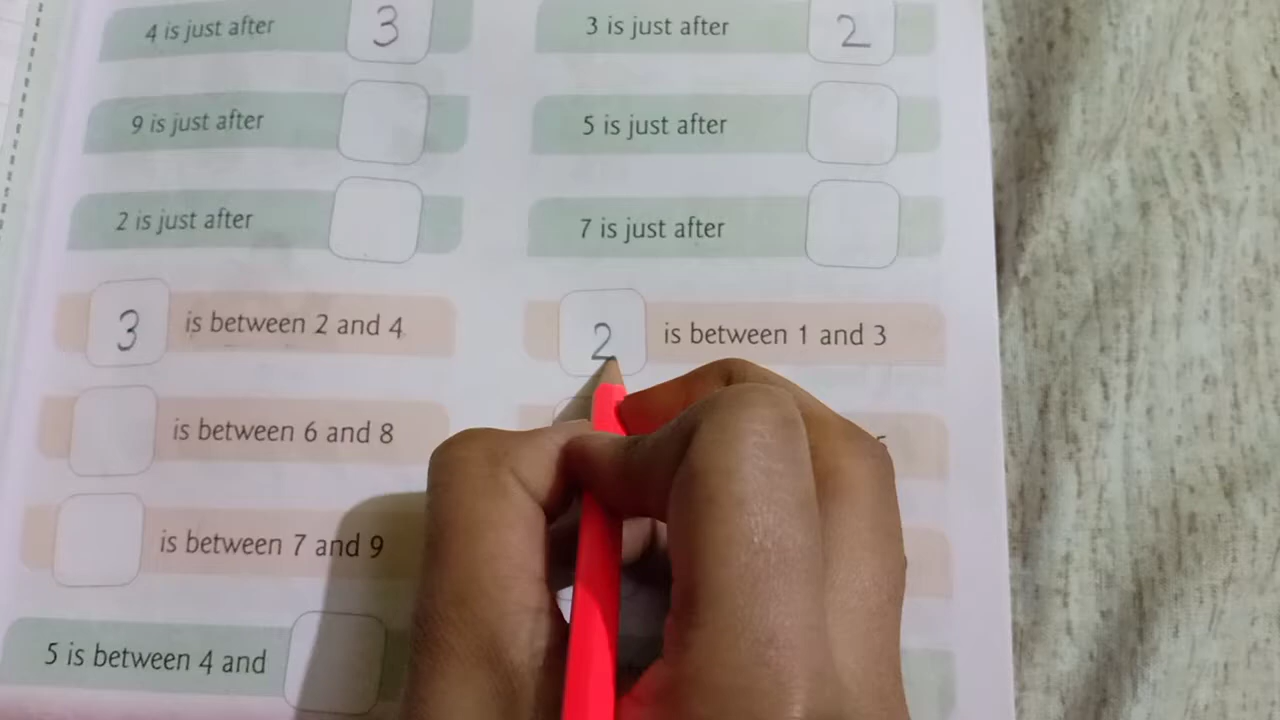 4 is just after 3
3 is just after 2
9 is just after
5 is just after
2 is just after
7 is just after
3 is between 2 and 4
2 is between 1 and 3
is between 6 and 8
is between 7 and 9
5 is between 4 and